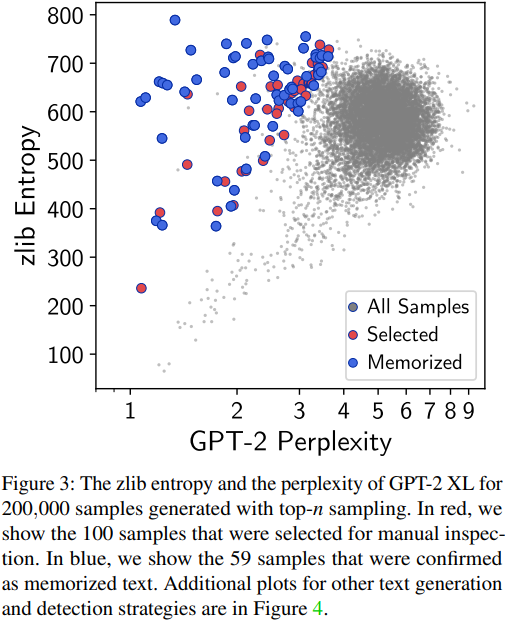 800
700
600
500
400
300
200
100
zlib Entropy
All Samples
Selected
Memorized
1 2 3 4 5 6 7 8 9
GPT-2 Perplexity
Figure 3: The zlib entropy and the perplexity of GPT-2 XL for
200,000 samples generated with top-n sampling. In red, we
show the 100 samples that were selected for manual inspec-
tion. In blue, we show the 59 samples that were confirmed
as memorized text. Additional plots for other text generation
and detection strategies are in Figure 4.